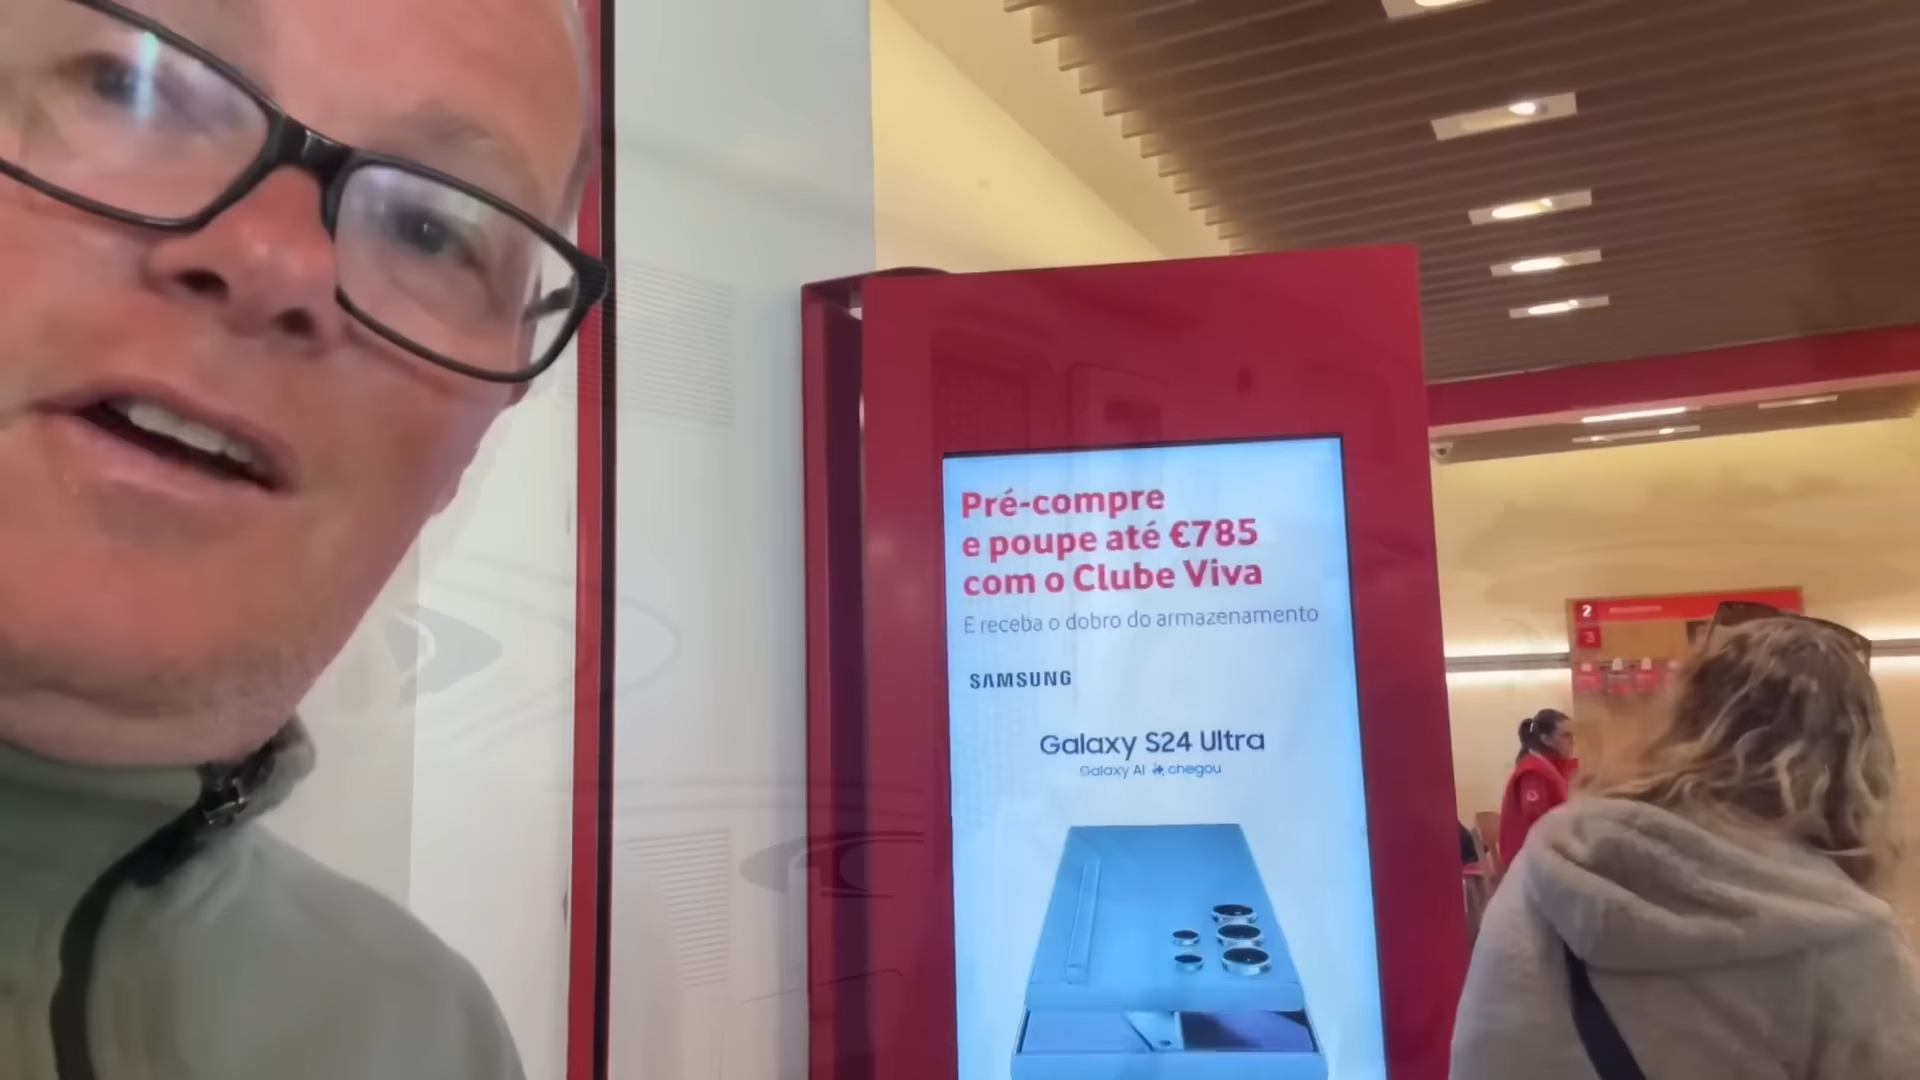 Pré-compre
e poupe até €785
com o Clube Viva
E receba o dobro do armazenamento
SAMSUNG
Galaxy S24 Ultra
Galaxy AI chegou
2
3